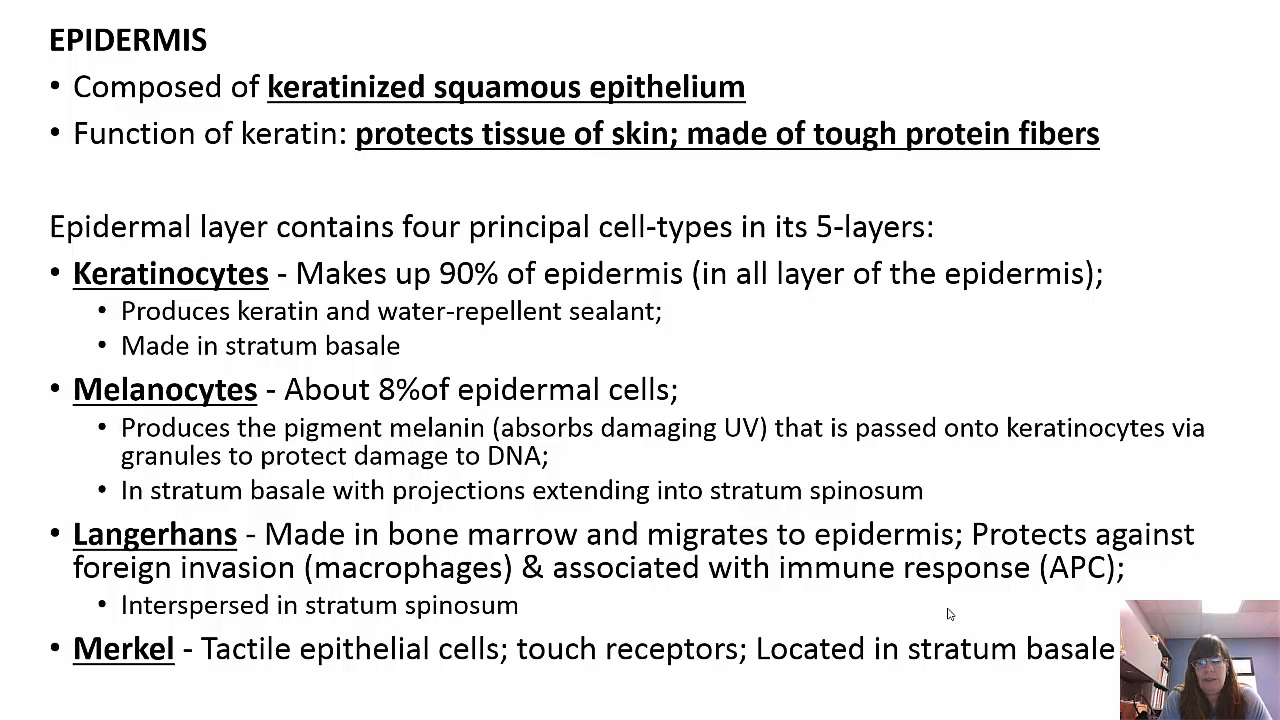 EPIDERMIS
• Composed of keratinized squamous epithelium
• Function of keratin: protects tissue of skin; made of tough protein fibers
Epidermal layer contains four principal cell-types in its 5-layers:
• Keratinocytes - Makes up 90% of epidermis (in all layer of the epidermis);
• Produces keratin and water-repellent sealant;
• Made in stratum basale
• Melanocytes - About 8%of epidermal cells;
• Produces the pigment melanin (absorbs damaging UV) that is passed onto keratinocytes via
granules to protect damage to DNA;
• In stratum basale with projections extending into stratum spinosum
• Langerhans - Made in bone marrow and migrates to epidermis; Protects against
foreign invasion (macrophages) & associated with immune response (APC);
• Interspersed in stratum spinosum
• Merkel - Tactile epithelial cells; touch receptors; Located in stratum basale